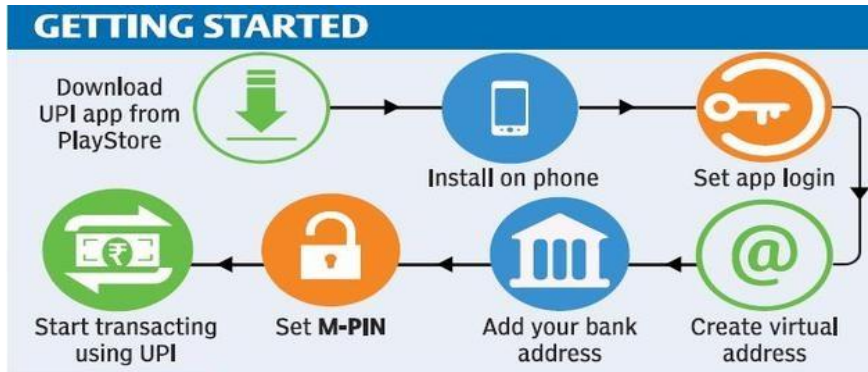 GETTING STARTED
Download
UPI app from
PlayStore
Install on phone
Set app login
@
Create virtual
address
Add your bank
address
Set M-PIN
₹
Start transacting
using UPI